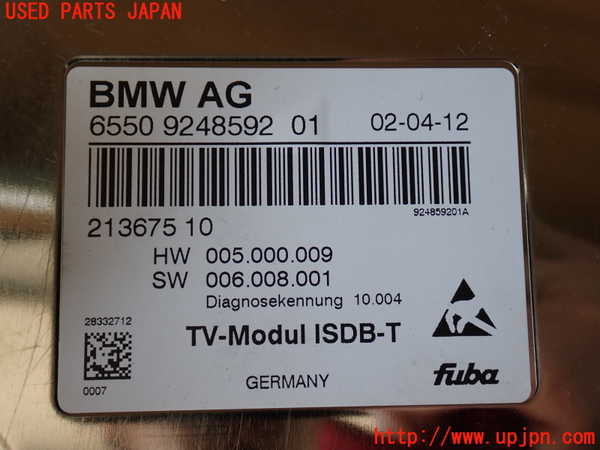 USED PARTS JAPAN
BMW AG
6550 9248592 01 02-04-12
924859201A
213675 10
HW 005.000.009
SW 006.008.001
Diagnosekennung 10.004
28332712
TV-Modul ISDB-T
0007
GERMANY
fuba
http://www.upjpn.com/